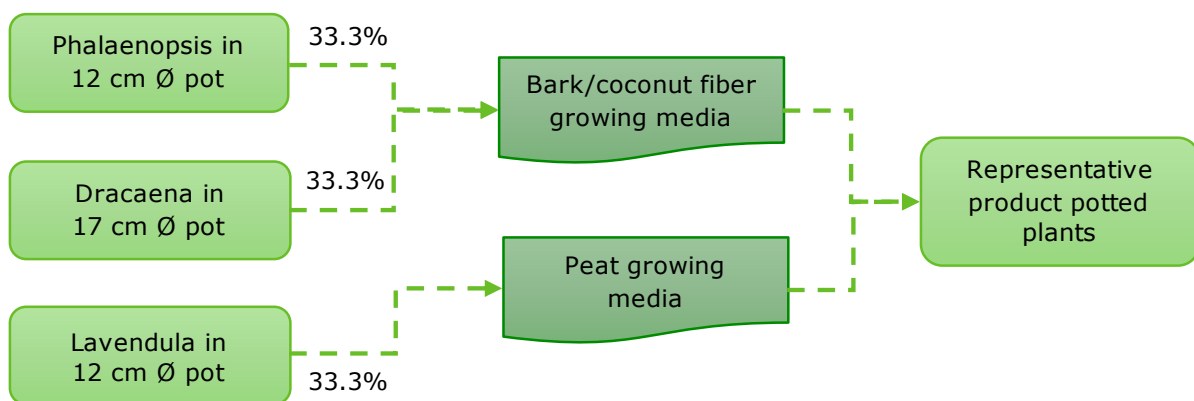 Phalaenopsis in
12 cm Ø pot
33.3%
Dracaena in
17 cm Ø pot
33.3%
Lavendula in
12 cm Ø pot
33.3%
Bark/coconut fiber
growing media
Peat growing
media
Representative
product potted
plants